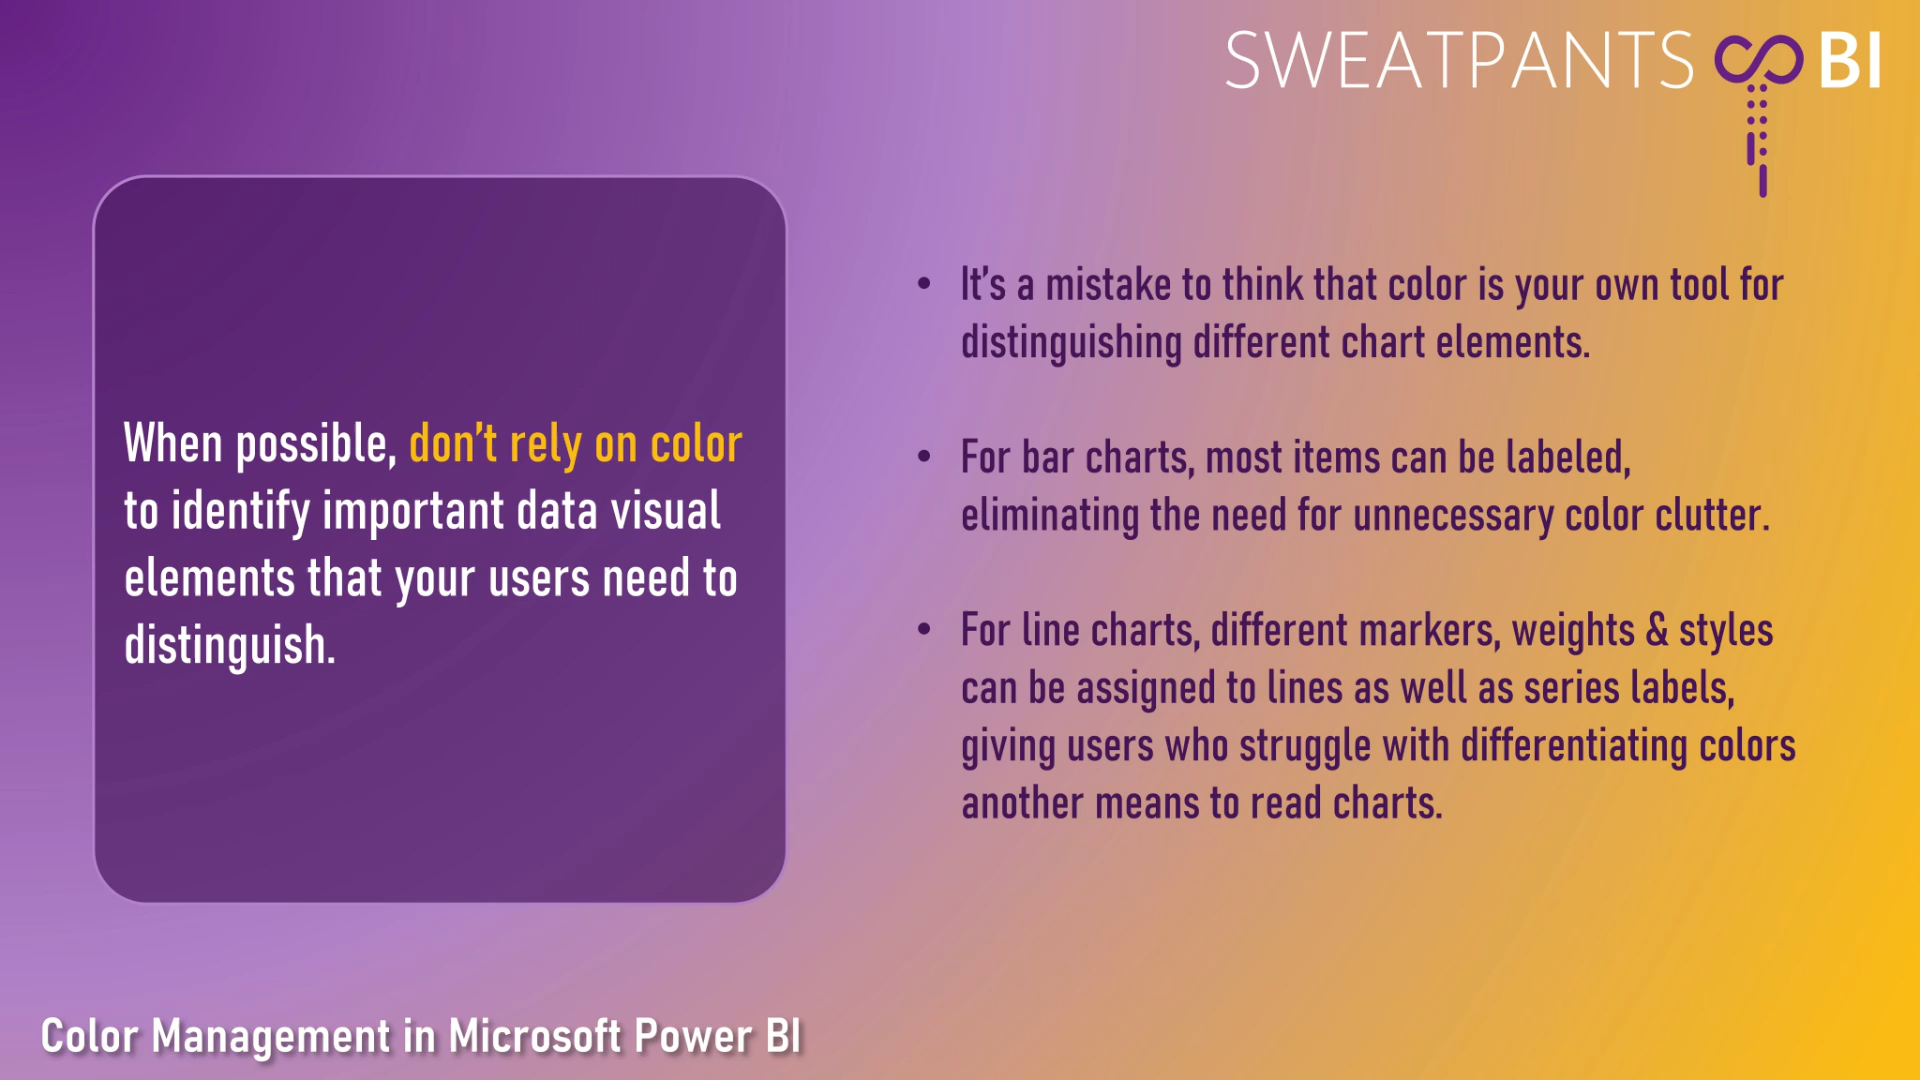 SWEATPANTS BI
When possible, don't rely on color
to identify important data visual
elements that your users need to
distinguish.
• It's a mistake to think that color is your own tool for
distinguishing different chart elements.
• For bar charts, most items can be labeled,
eliminating the need for unnecessary color clutter.
• For line charts, different markers, weights & styles
can be assigned to lines as well as series labels,
giving users who struggle with differentiating colors
another means to read charts.
Color Management in Microsoft Power BI